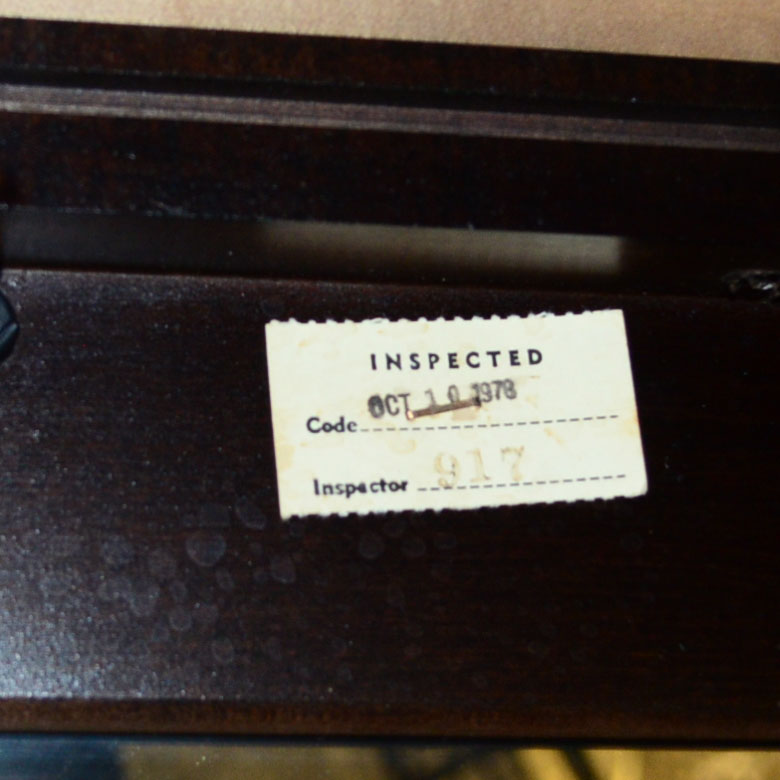 INSPECTED
Code OCT 10 1978
Inspector 917